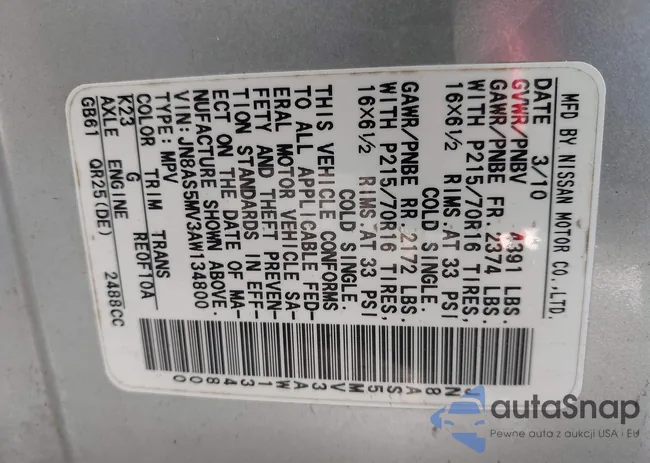 MFD BY NISSAN MOTOR CO.,LTD.
DATE 3/10
GVWR/PNBV 4391 LBS.
GAWR/PNBE FR. 2374 LBS.
WITH P215/70R16 TIRES,
16X6½ RIMS.AT 33 PSI
COLD SINGLE.
GAWR/PNBE RR. 2172 LBS.
WITH P215/70R16 TIRES,
16X6½ RIMS.AT 33 PSI
COLD SINGLE.
THIS VEHICLE CONFORMS
TO ALL APPLICABLE FED-
ERAL MOTOR VEHICLE SA-
FETY AND THEFT PREVEN-
TION STANDARDS IN EFF-
ECT ON THE DATE OF MA-
NUFACTURE SHOWN ABOVE.
VIN:JN8AS5MV3AW134800
TYPE: MPV
COLOR TRIM TRANS
K23 G RE0F10A
AXLE ENGINE
GB61 QR25(DE) 2488CC
JN8AS5MV3AW134800
autaSnap
Pewne auta z aukcji USA i EU